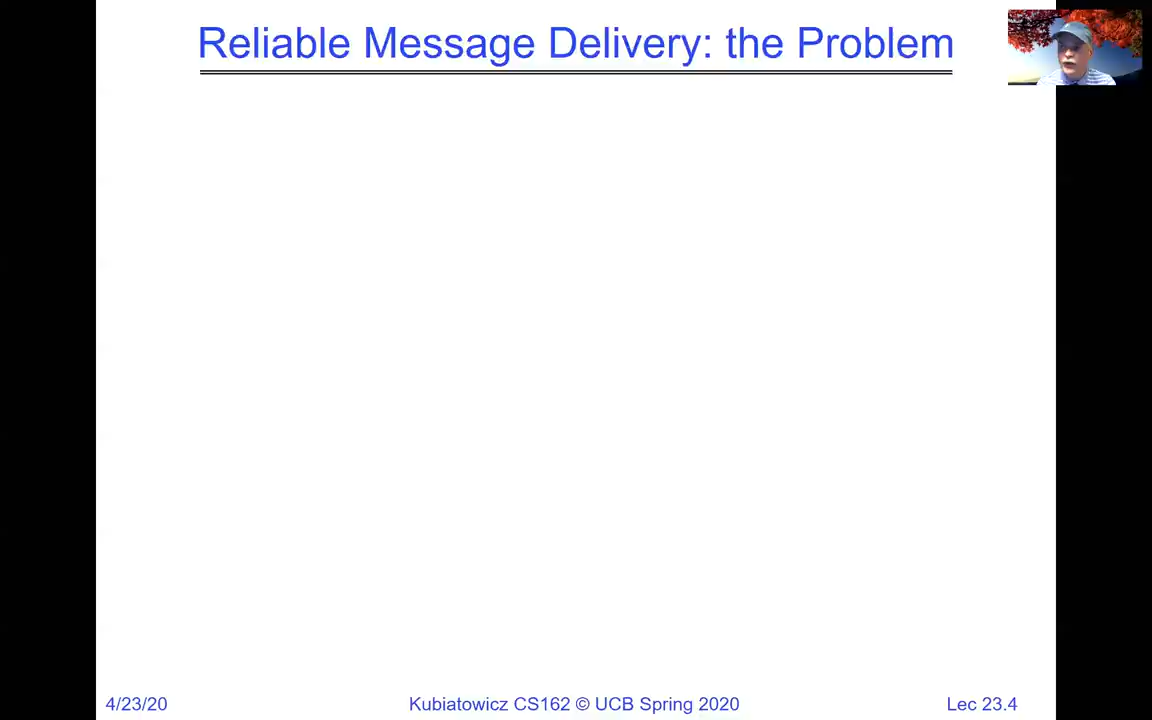 Reliable Message Delivery: the Problem
4/23/20
Kubiatowicz CS162 © UCB Spring 2020
Lec 23.4